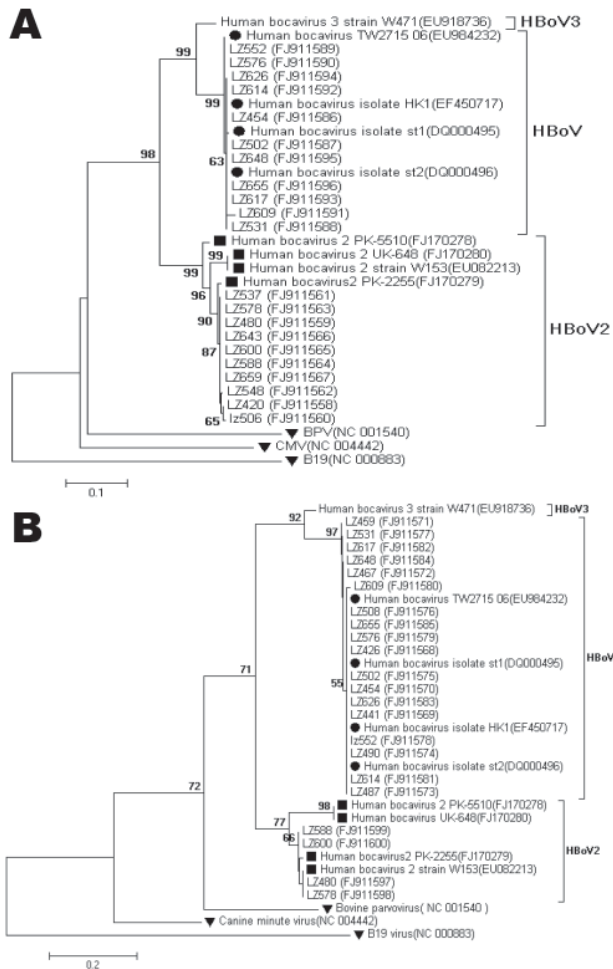 A
Human bocavirus 3 strain W471(EU918736)
HBoV3
99
Human bocavirus TW2715 06(EU984232)
LZ552 (FJ911589)
LZ576 (FJ911590)
LZ626 (FJ911594)
LZ614 (FJ911592)
99
Human bocavirus isolate HK1(EF450717)
LZ454 (FJ911586)
Human bocavirus isolate st1(DQ000495)
HBoV
LZ502 (FJ911587)
98
63
LZ648 (FJ911595)
Human bocavirus isolate st2(DQ000496)
LZ655 (FJ911596)
LZ617 (FJ911593)
LZ609 (FJ911591)
LZ531 (FJ911588)
Human bocavirus 2 PK-5510(FJ170278)
99
Human bocavirus 2 UK-648 (FJ170280)
99
Human bocavirus 2 strain W153(EU082213)
96
Human bocavirus2 PK-2255(FJ170279)
LZ537 (FJ911561)
90
LZ578 (FJ911563)
LZ480 (FJ911559)
HBoV2
LZ643 (FJ911566)
87
LZ600 (FJ911565)
LZ588 (FJ911564)
LZ659 (FJ911567)
LZ548 (FJ911562)
LZ420 (FJ911558)
65
lz506 (FJ911560)
BPV(NC 001540)
CMV(NC 004442)
B19(NC 000883)
0.1
B
Human bocavirus 3 strain W471(EU918736)
HBoV3
92
LZ459 (FJ911571)
97
LZ531 (FJ911577)
LZ617 (FJ911582)
LZ648 (FJ911584)
LZ467 (FJ911572)
LZ609 (FJ911580)
Human bocavirus TW2715 06(EU984232)
LZ508 (FJ911576)
LZ655 (FJ911585)
LZ576 (FJ911579)
LZ426 (FJ911568)
HBoV
Human bocavirus isolate st1(DQ000495)
71
55
LZ502 (FJ911575)
LZ454 (FJ911570)
LZ626 (FJ911583)
LZ441 (FJ911569)
Human bocavirus isolate HK1(EF450717)
lz552 (FJ911578)
LZ490 (FJ911574)
Human bocavirus isolate st2(DQ000496)
72
LZ614 (FJ911581)
LZ487 (FJ911573)
98
Human bocavirus 2 PK-5510(FJ170278)
Human bocavirus UK-648(FJ170280)
77
LZ588 (FJ911599)
66
LZ600 (FJ911600)
HBoV2
Human bocavirus2 PK-2255(FJ170279)
Human bocavirus 2 strain W153(EU082213)
LZ480 (FJ911597)
LZ578 (FJ911598)
Bovine parvovirus( NC 001540 )
Canine minute virus(NC 004442)
B19 virus(NC 000883)
0.2